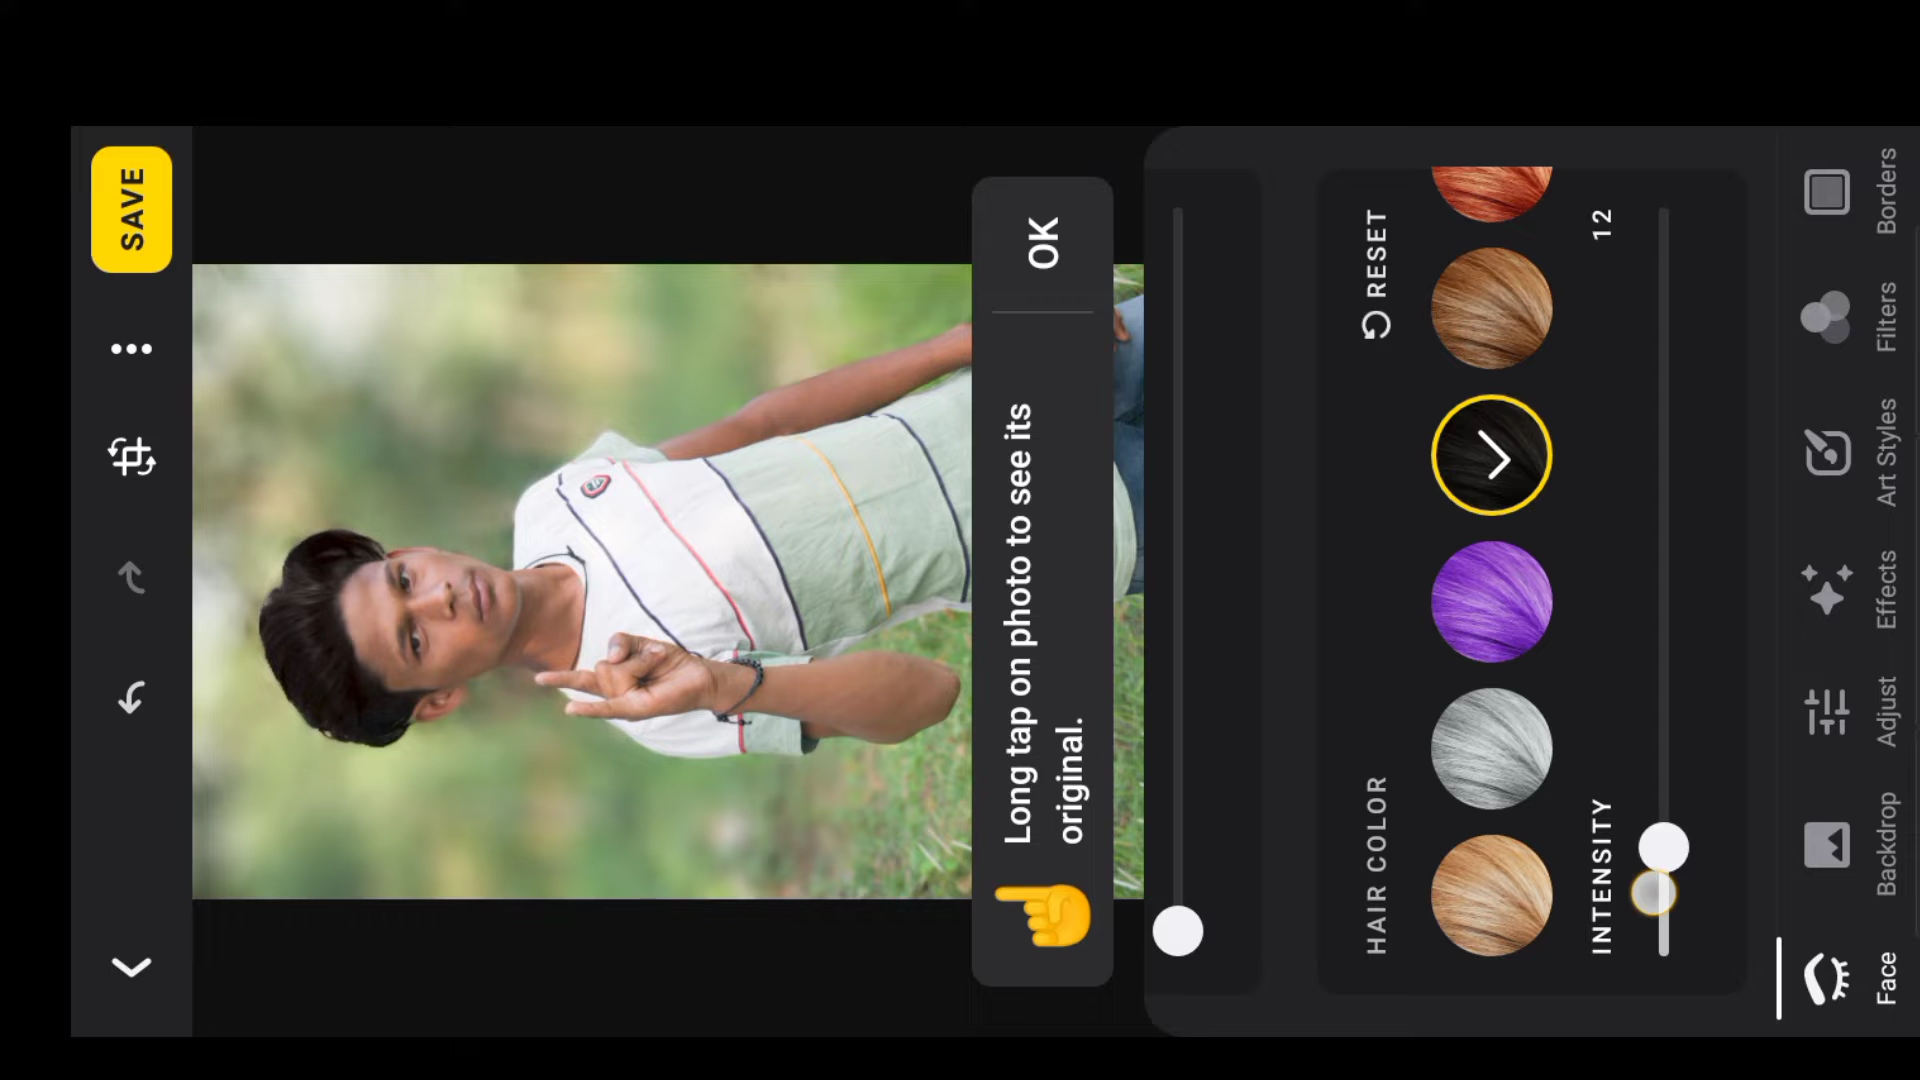 SAVE
Long tap on photo to see its
original.
OK
HAIR COLOR
RESET
INTENSITY
12
Face
Backdrop
Adjust
Effects
Art Styles
Filters
Borders